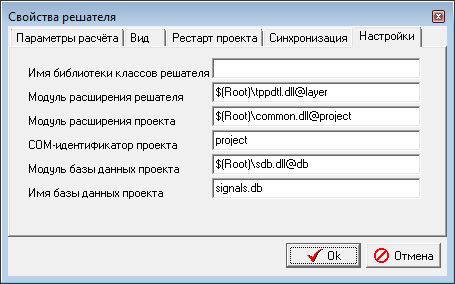 Свойства решателя
Параметры расчёта Вид Рестарт проекта Синхронизация Настройки
Имя библиотеки классов решателя
Модуль расширения решателя $(Root)\tppdtl.dll@layer
Модуль расширения проекта $(Root)\common.dll@project
COM-идентификатор проекта project
Модуль базы данных проекта $(Root)\sdb.dll@db
Имя базы данных проекта signals.db
Ok Отмена